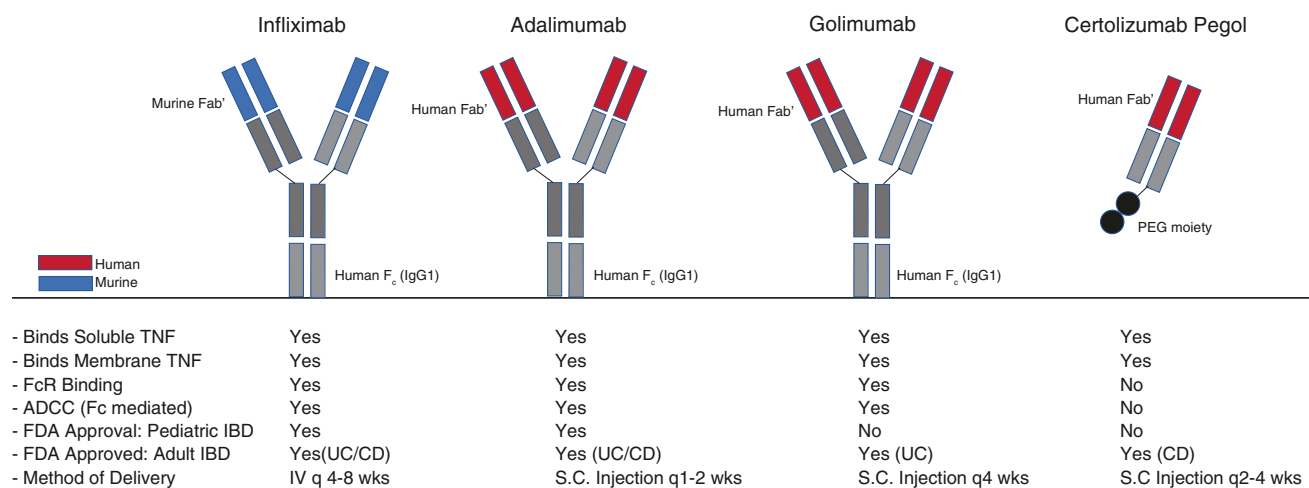 Infliximab Adalimumab Golimumab Certolizumab Pegol
Murine Fab' Human Fab' Human Fab' Human Fab'
PEG moiety
Human
Murine
Human Fc (IgG1) Human Fc (IgG1) Human Fc (IgG1)
- Binds Soluble TNF Yes Yes Yes Yes
- Binds Membrane TNF Yes Yes Yes Yes
- FcR Binding Yes Yes Yes No
- ADCC (Fc mediated) Yes Yes Yes No
- FDA Approval: Pediatric IBD Yes Yes No No
- FDA Approved: Adult IBD Yes(UC/CD) Yes (UC/CD) Yes (UC) Yes (CD)
- Method of Delivery IV q 4-8 wks S.C. Injection q1-2 wks S.C. Injection q4 wks S.C Injection q2-4 wks